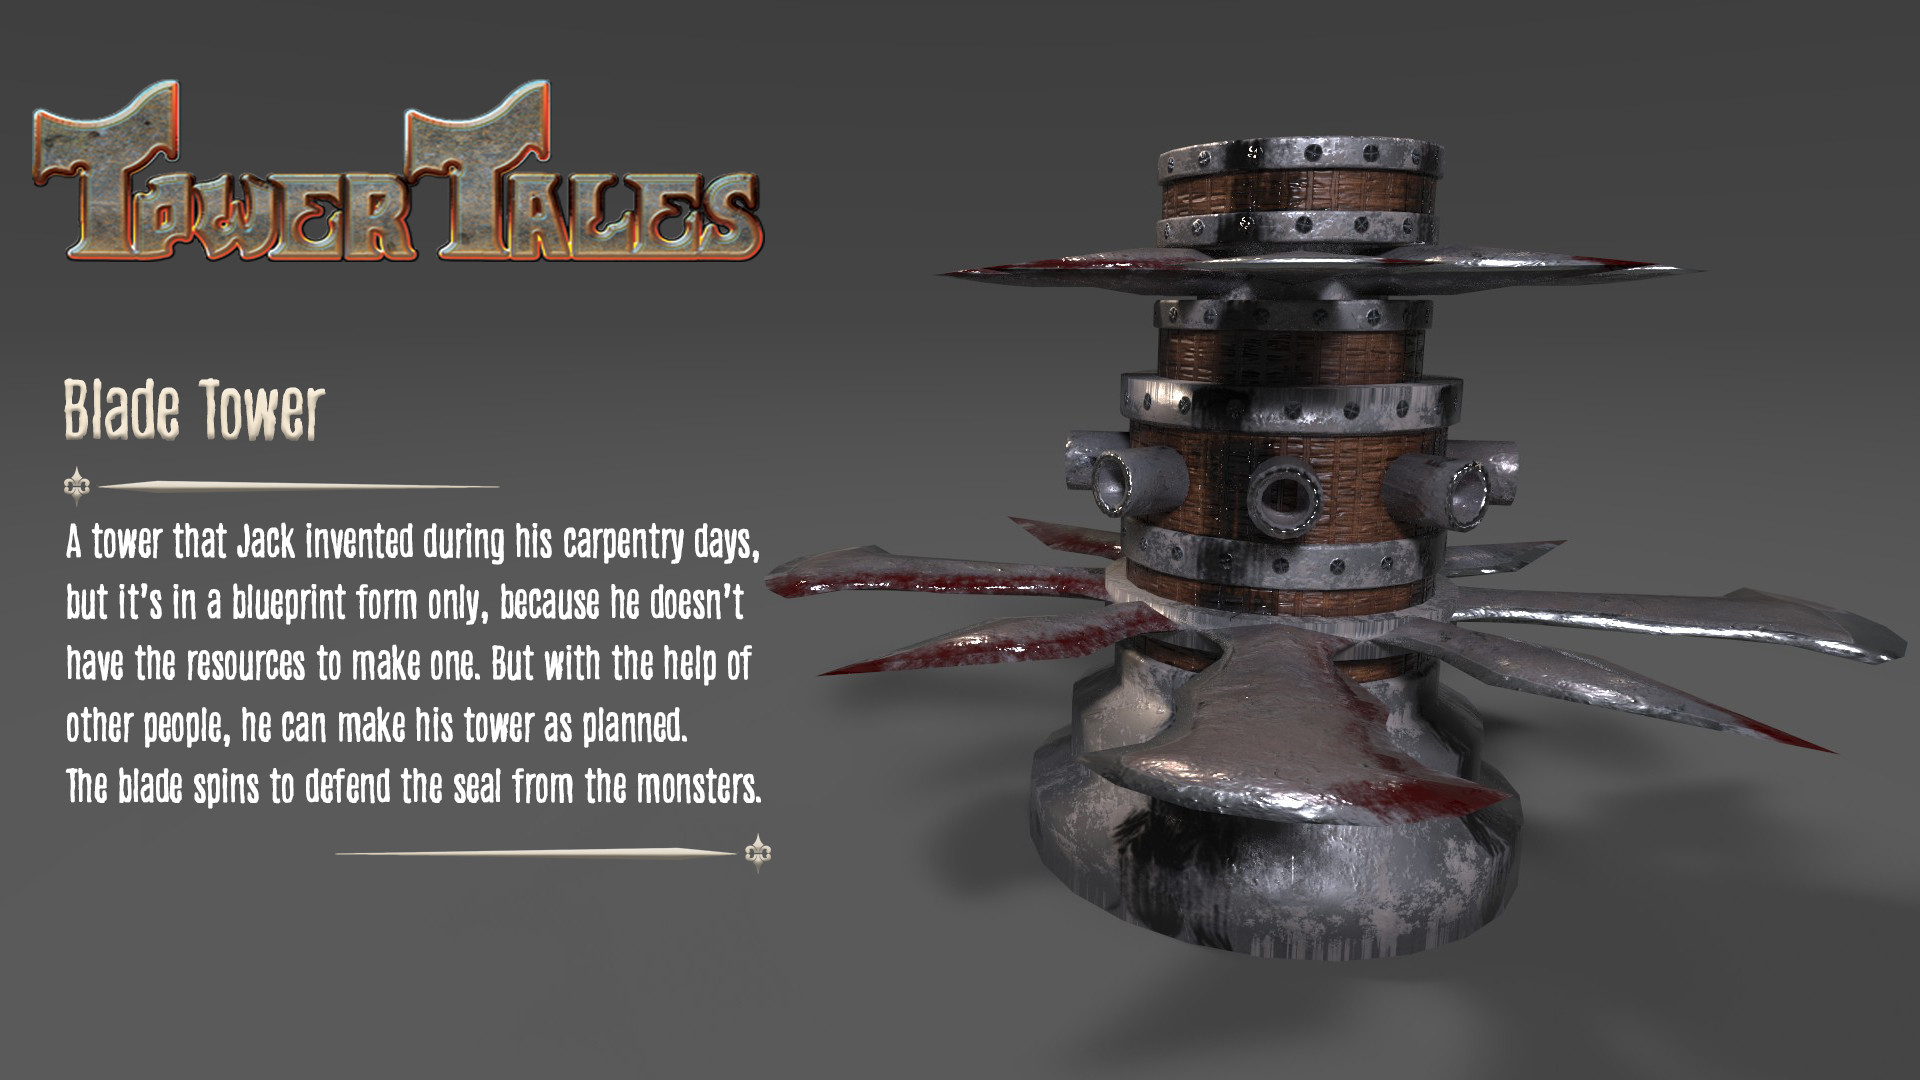 Tower Tales
Blade Tower
A tower that Jack invented during his carpentry days,
but it's in a blueprint form only, because he doesn't
have the resources to make one. But with the help of
other people, he can make his tower as planned.
The blade spins to defend the seal from the monsters.